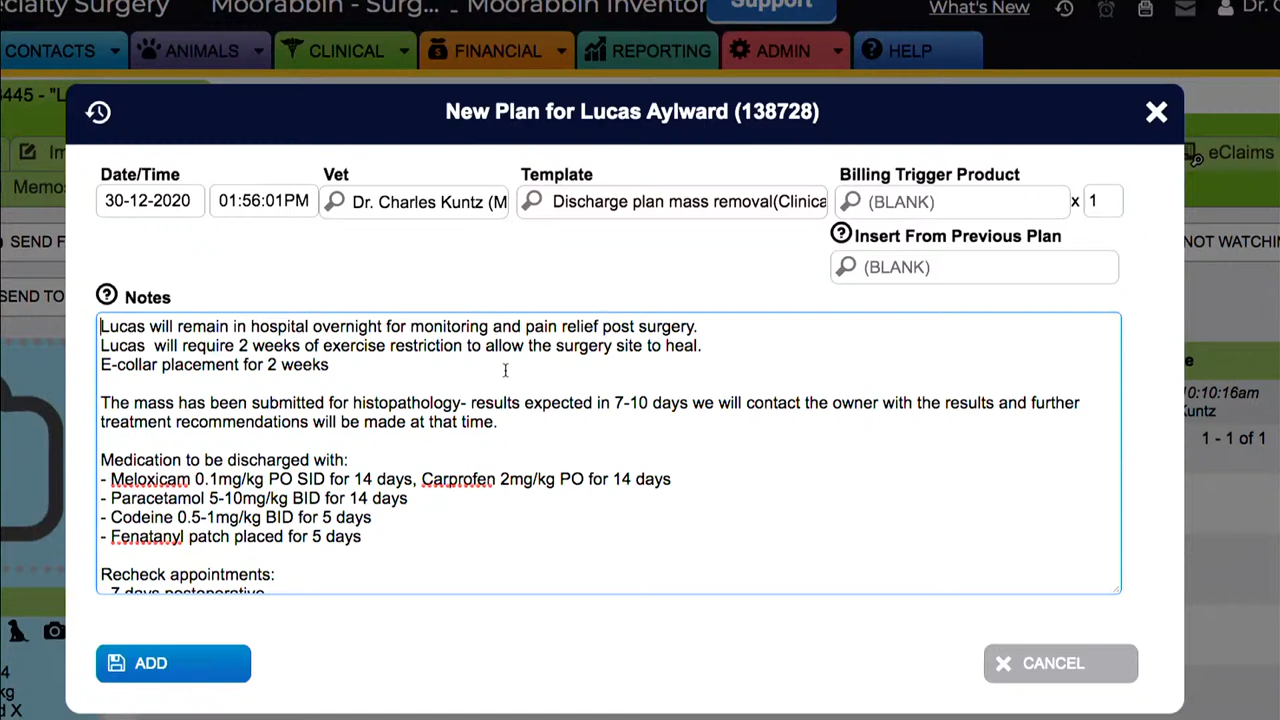 cialty Surgery
Moorabbin - Surg...
Moorabbin Inventor
Support
What's New
Dr.
CONTACTS
ANIMALS
CLINICAL
FINANCIAL
REPORTING
ADMIN
HELP
New Plan for Lucas Aylward (138728)
eClaims
Memos
Date/Time
Vet
Template
Billing Trigger Product
30-12-2020
01:56:01PM
Dr. Charles Kuntz (M
Discharge plan mass removal(Clinica
(BLANK)
x 1
Insert From Previous Plan
(BLANK)
SEND F
NOT WATCHIN
SEND TO
Notes
Lucas will remain in hospital overnight for monitoring and pain relief post surgery.
Lucas  will require 2 weeks of exercise restriction to allow the surgery site to heal.
E-collar placement for 2 weeks
The mass has been submitted for histopathology- results expected in 7-10 days we will contact the owner with the results and further
treatment recommendations will be made at that time.
Medication to be discharged with:
- Meloxicam 0.1mg/kg PO SID for 14 days, Carprofen 2mg/kg PO for 14 days
- Paracetamol 5-10mg/kg BID for 14 days
- Codeine 0.5-1mg/kg BID for 5 days
- Fenatanyl patch placed for 5 days
Recheck appointments:
- 7 days postoperative
0:10:16am
Kuntz
1 - 1 of 1
ADD
CANCEL